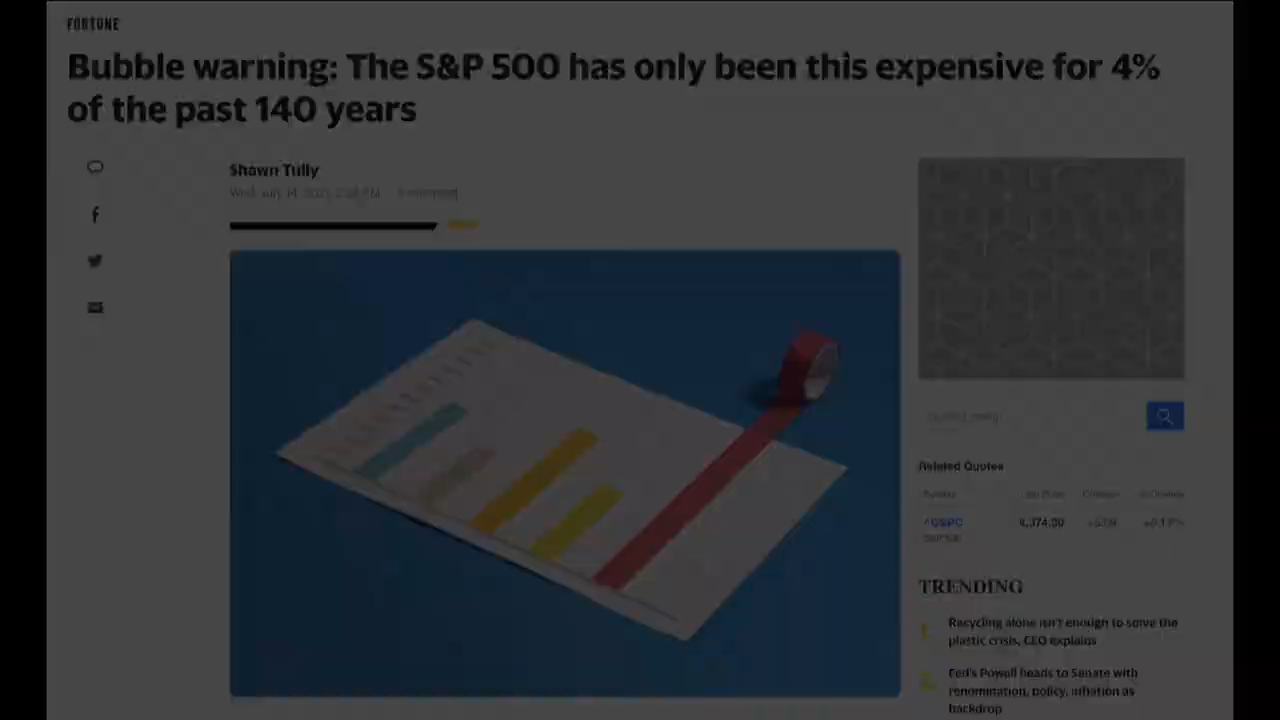 FORTUNE
Bubble warning: The S&P 500 has only been this expensive for 4%
of the past 140 years
Shawn Tully
Related Quotes
^GSPC
TRENDING
Recycling alone isn't enough to solve the
plastic crisis, CEO explains
Fed's Powell heads to Senate with
renomination, policy, inflation as
backdrop